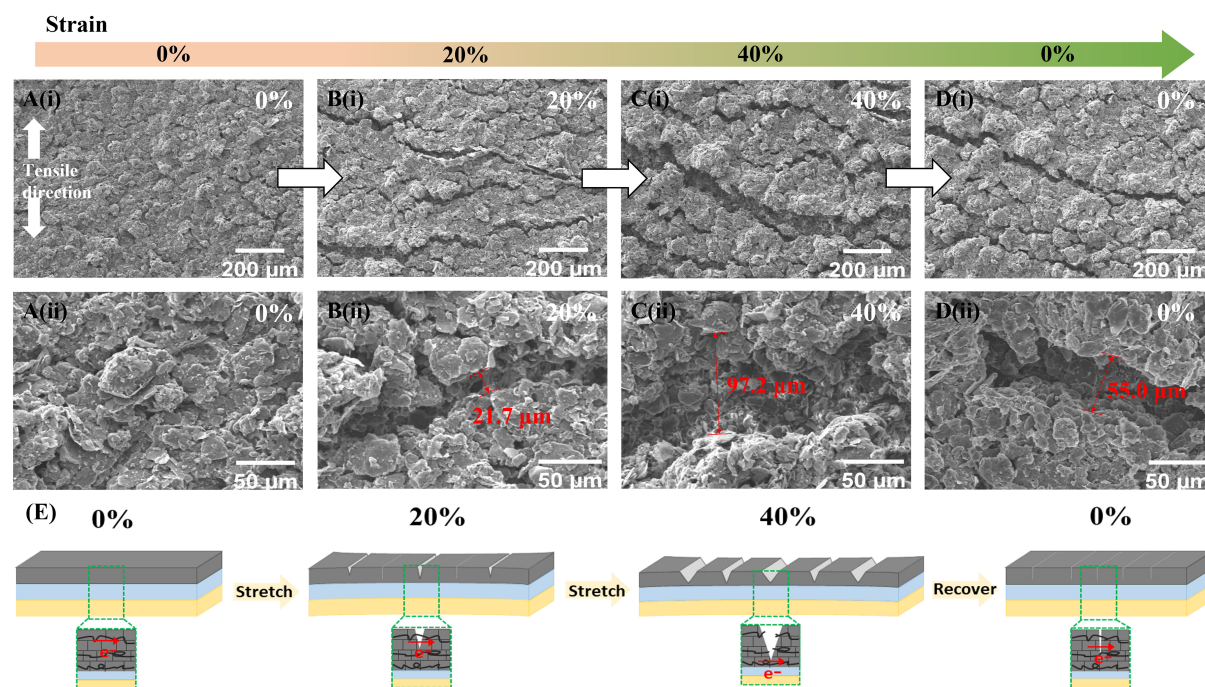 Strain
0% 20% 40% 0%
A(i) 0% B(i) 20% C(i) 40% D(i) 0%
Tensile
direction
200 μm 200 μm 200 μm 200 μm
A(ii) 0% B(ii) 20% C(ii) 40% D(ii) 0%
21.7 μm 97.2 μm 55.0 μm
50 μm 50 μm 50 μm 50 μm
(E) 0% 20% 40% 0%
Stretch Stretch Recover
e⁻ e⁻ e⁻ e⁻